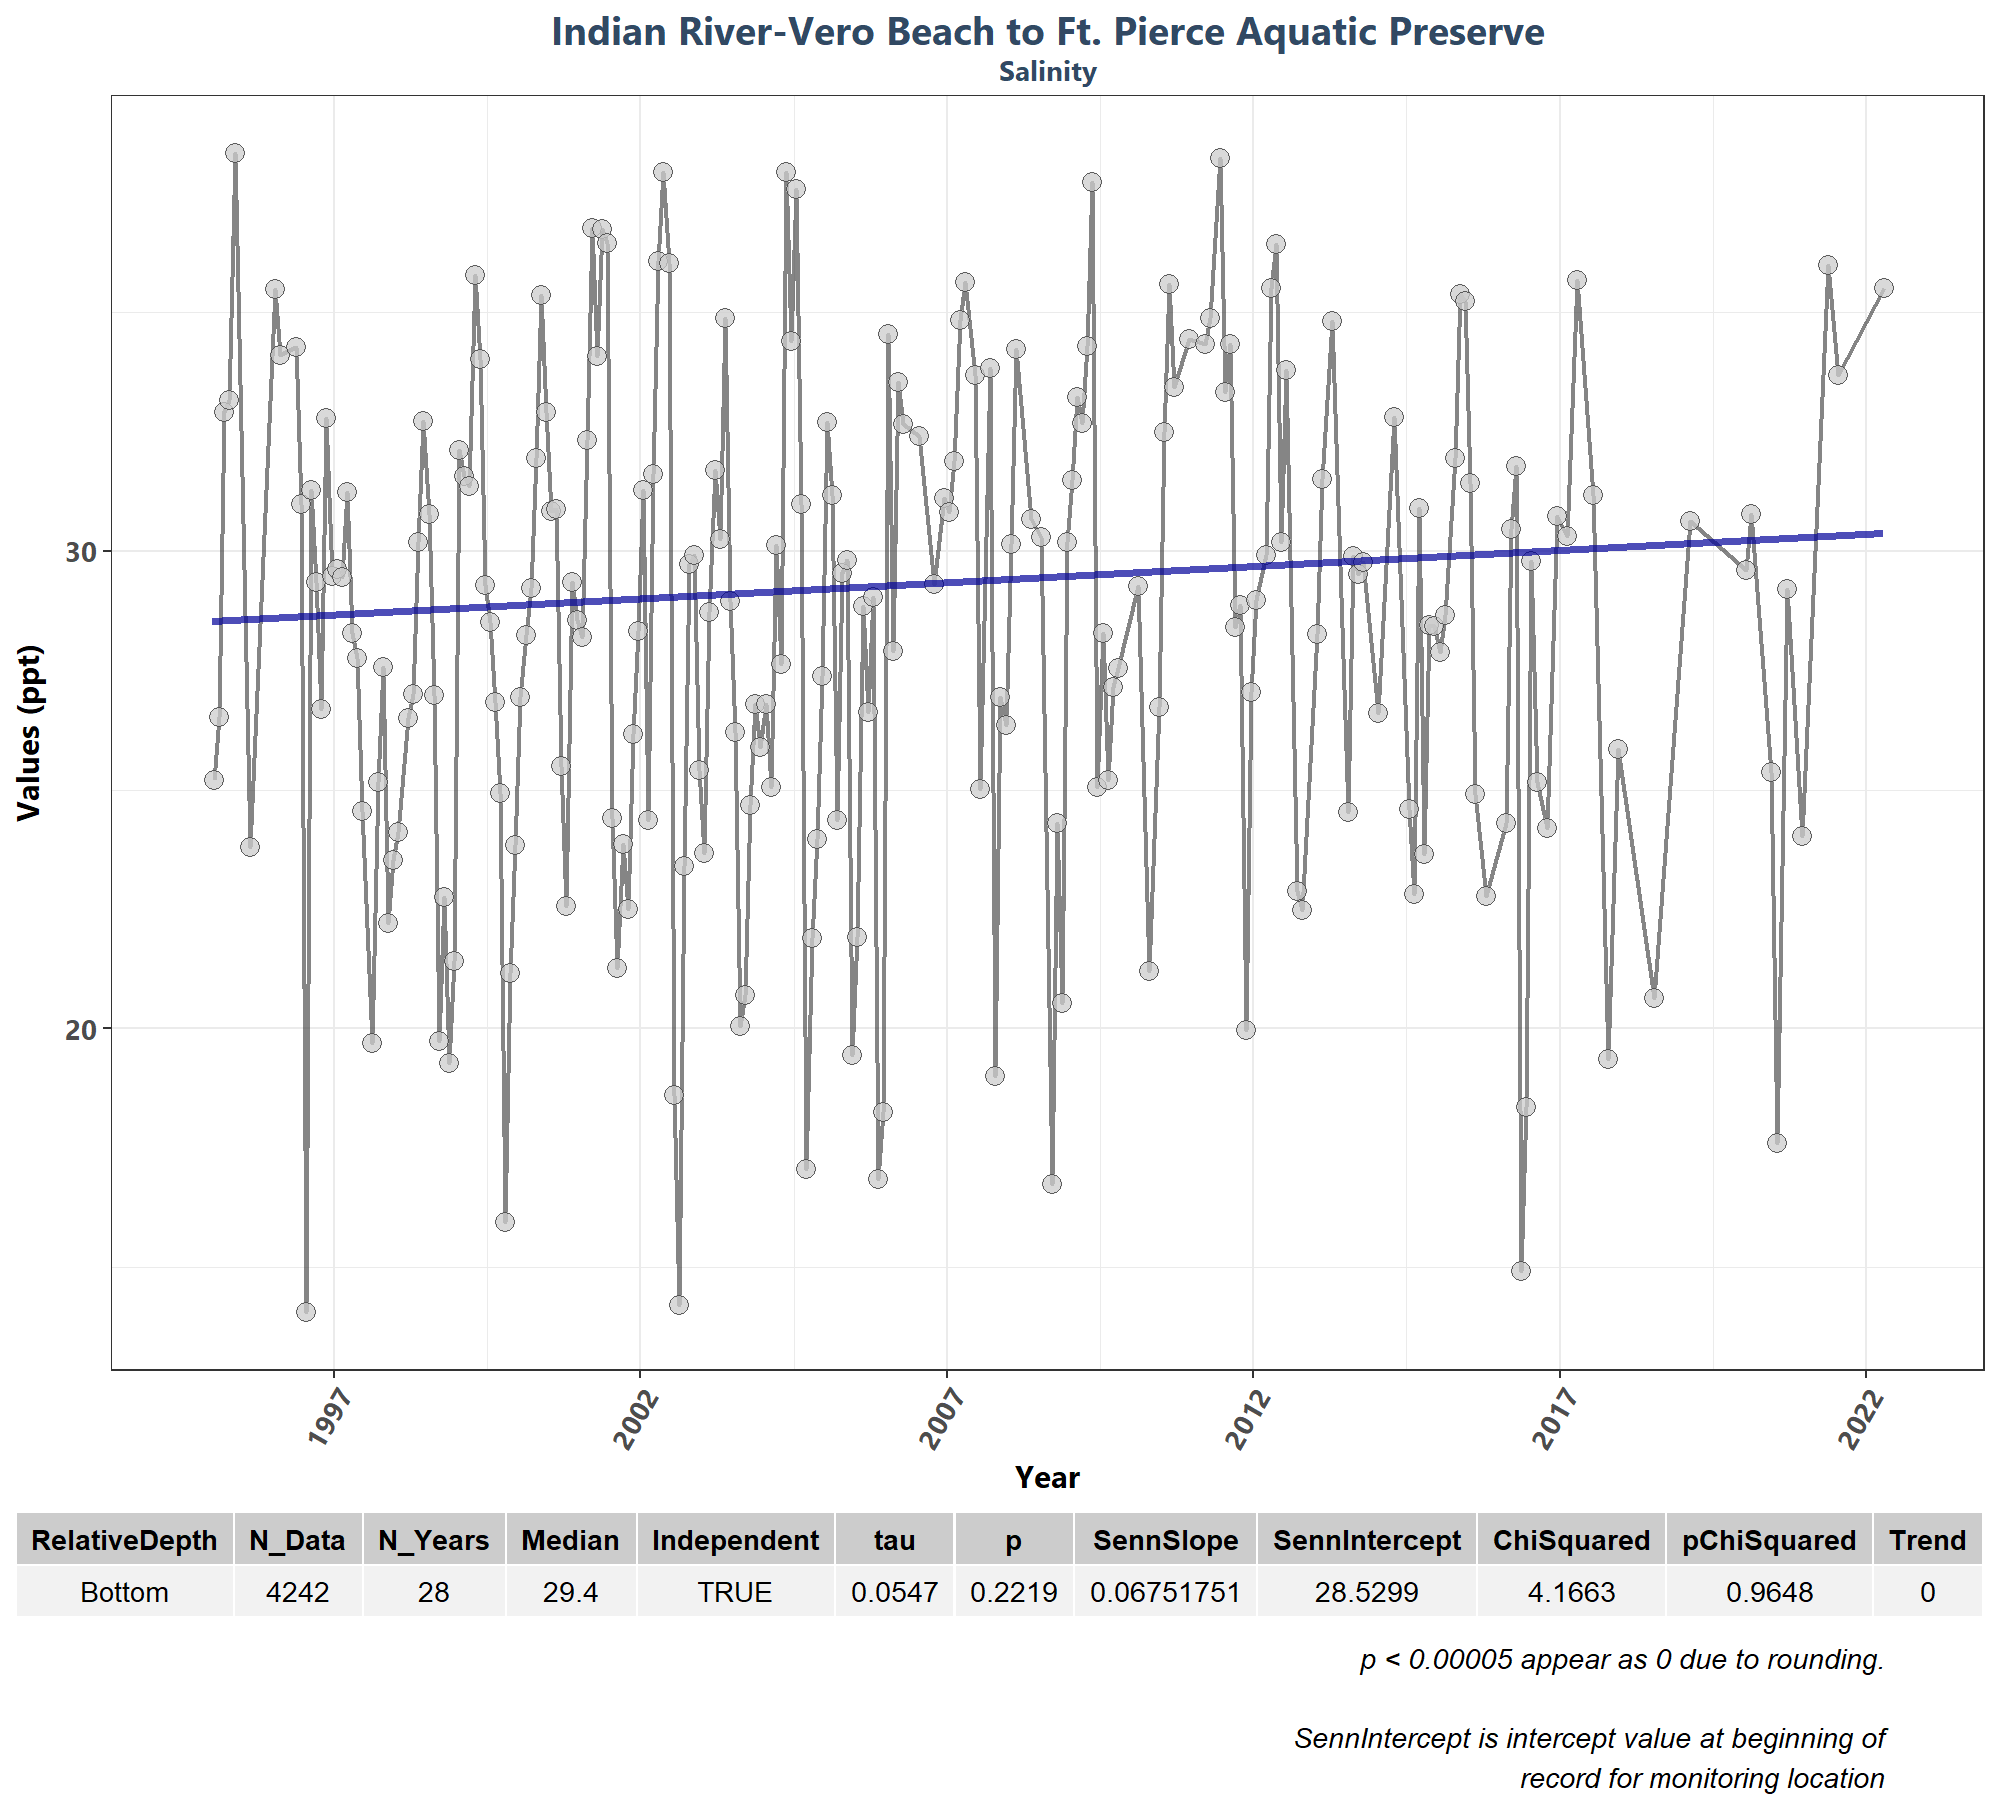 Indian River-Vero Beach to Ft. Pierce Aquatic Preserve
Salinity
Values (ppt)
30
20
1997 2002 2007 2012 2017 2022
Year
RelativeDepth N_Data N_Years Median Independent tau p SennSlope SennIntercept ChiSquared pChiSquared Trend
Bottom 4242 28 29.4 TRUE 0.0547 0.2219 0.06751751 28.5299 4.1663 0.9648 0
p < 0.00005 appear as 0 due to rounding.
SennIntercept is intercept value at beginning of
record for monitoring location